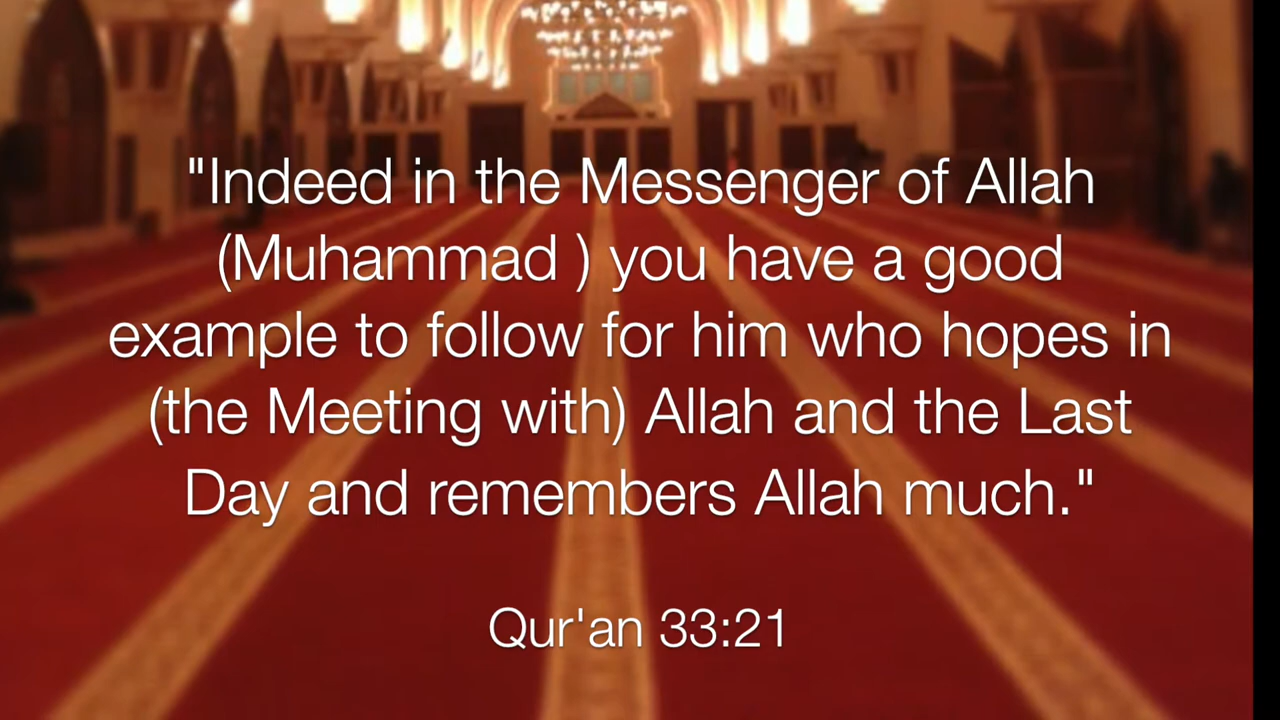 "Indeed in the Messenger of Allah
(Muhammad ) you have a good
example to follow for him who hopes in
(the Meeting with) Allah and the Last
Day and remembers Allah much."
Qur'an 33:21